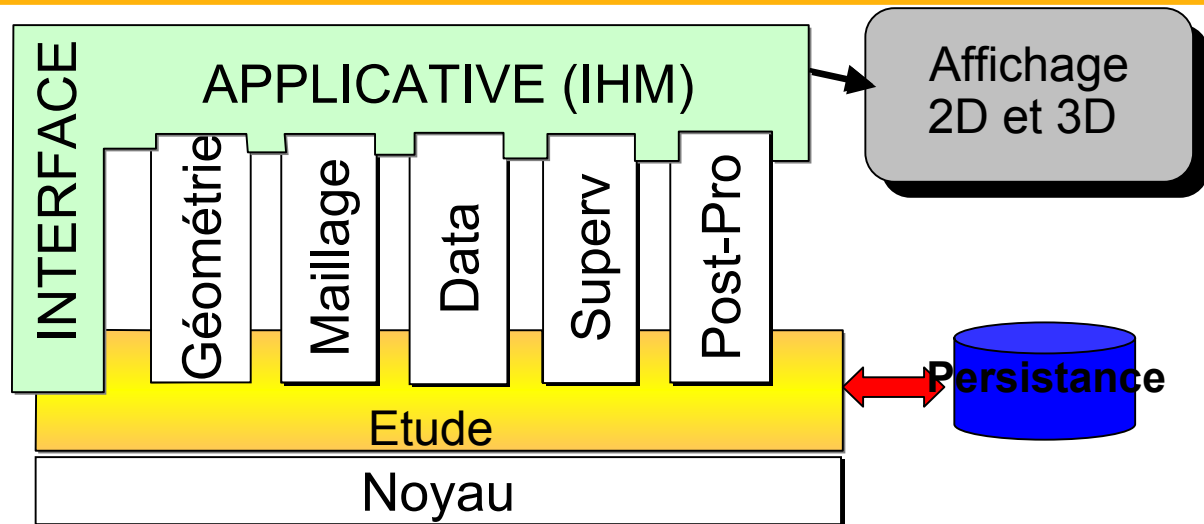 INTERFACE
APPLICATIVE (IHM)
Affichage
2D et 3D
Géométrie
Maillage
Data
Superv
Post-Pro
Persistance
Etude
Noyau